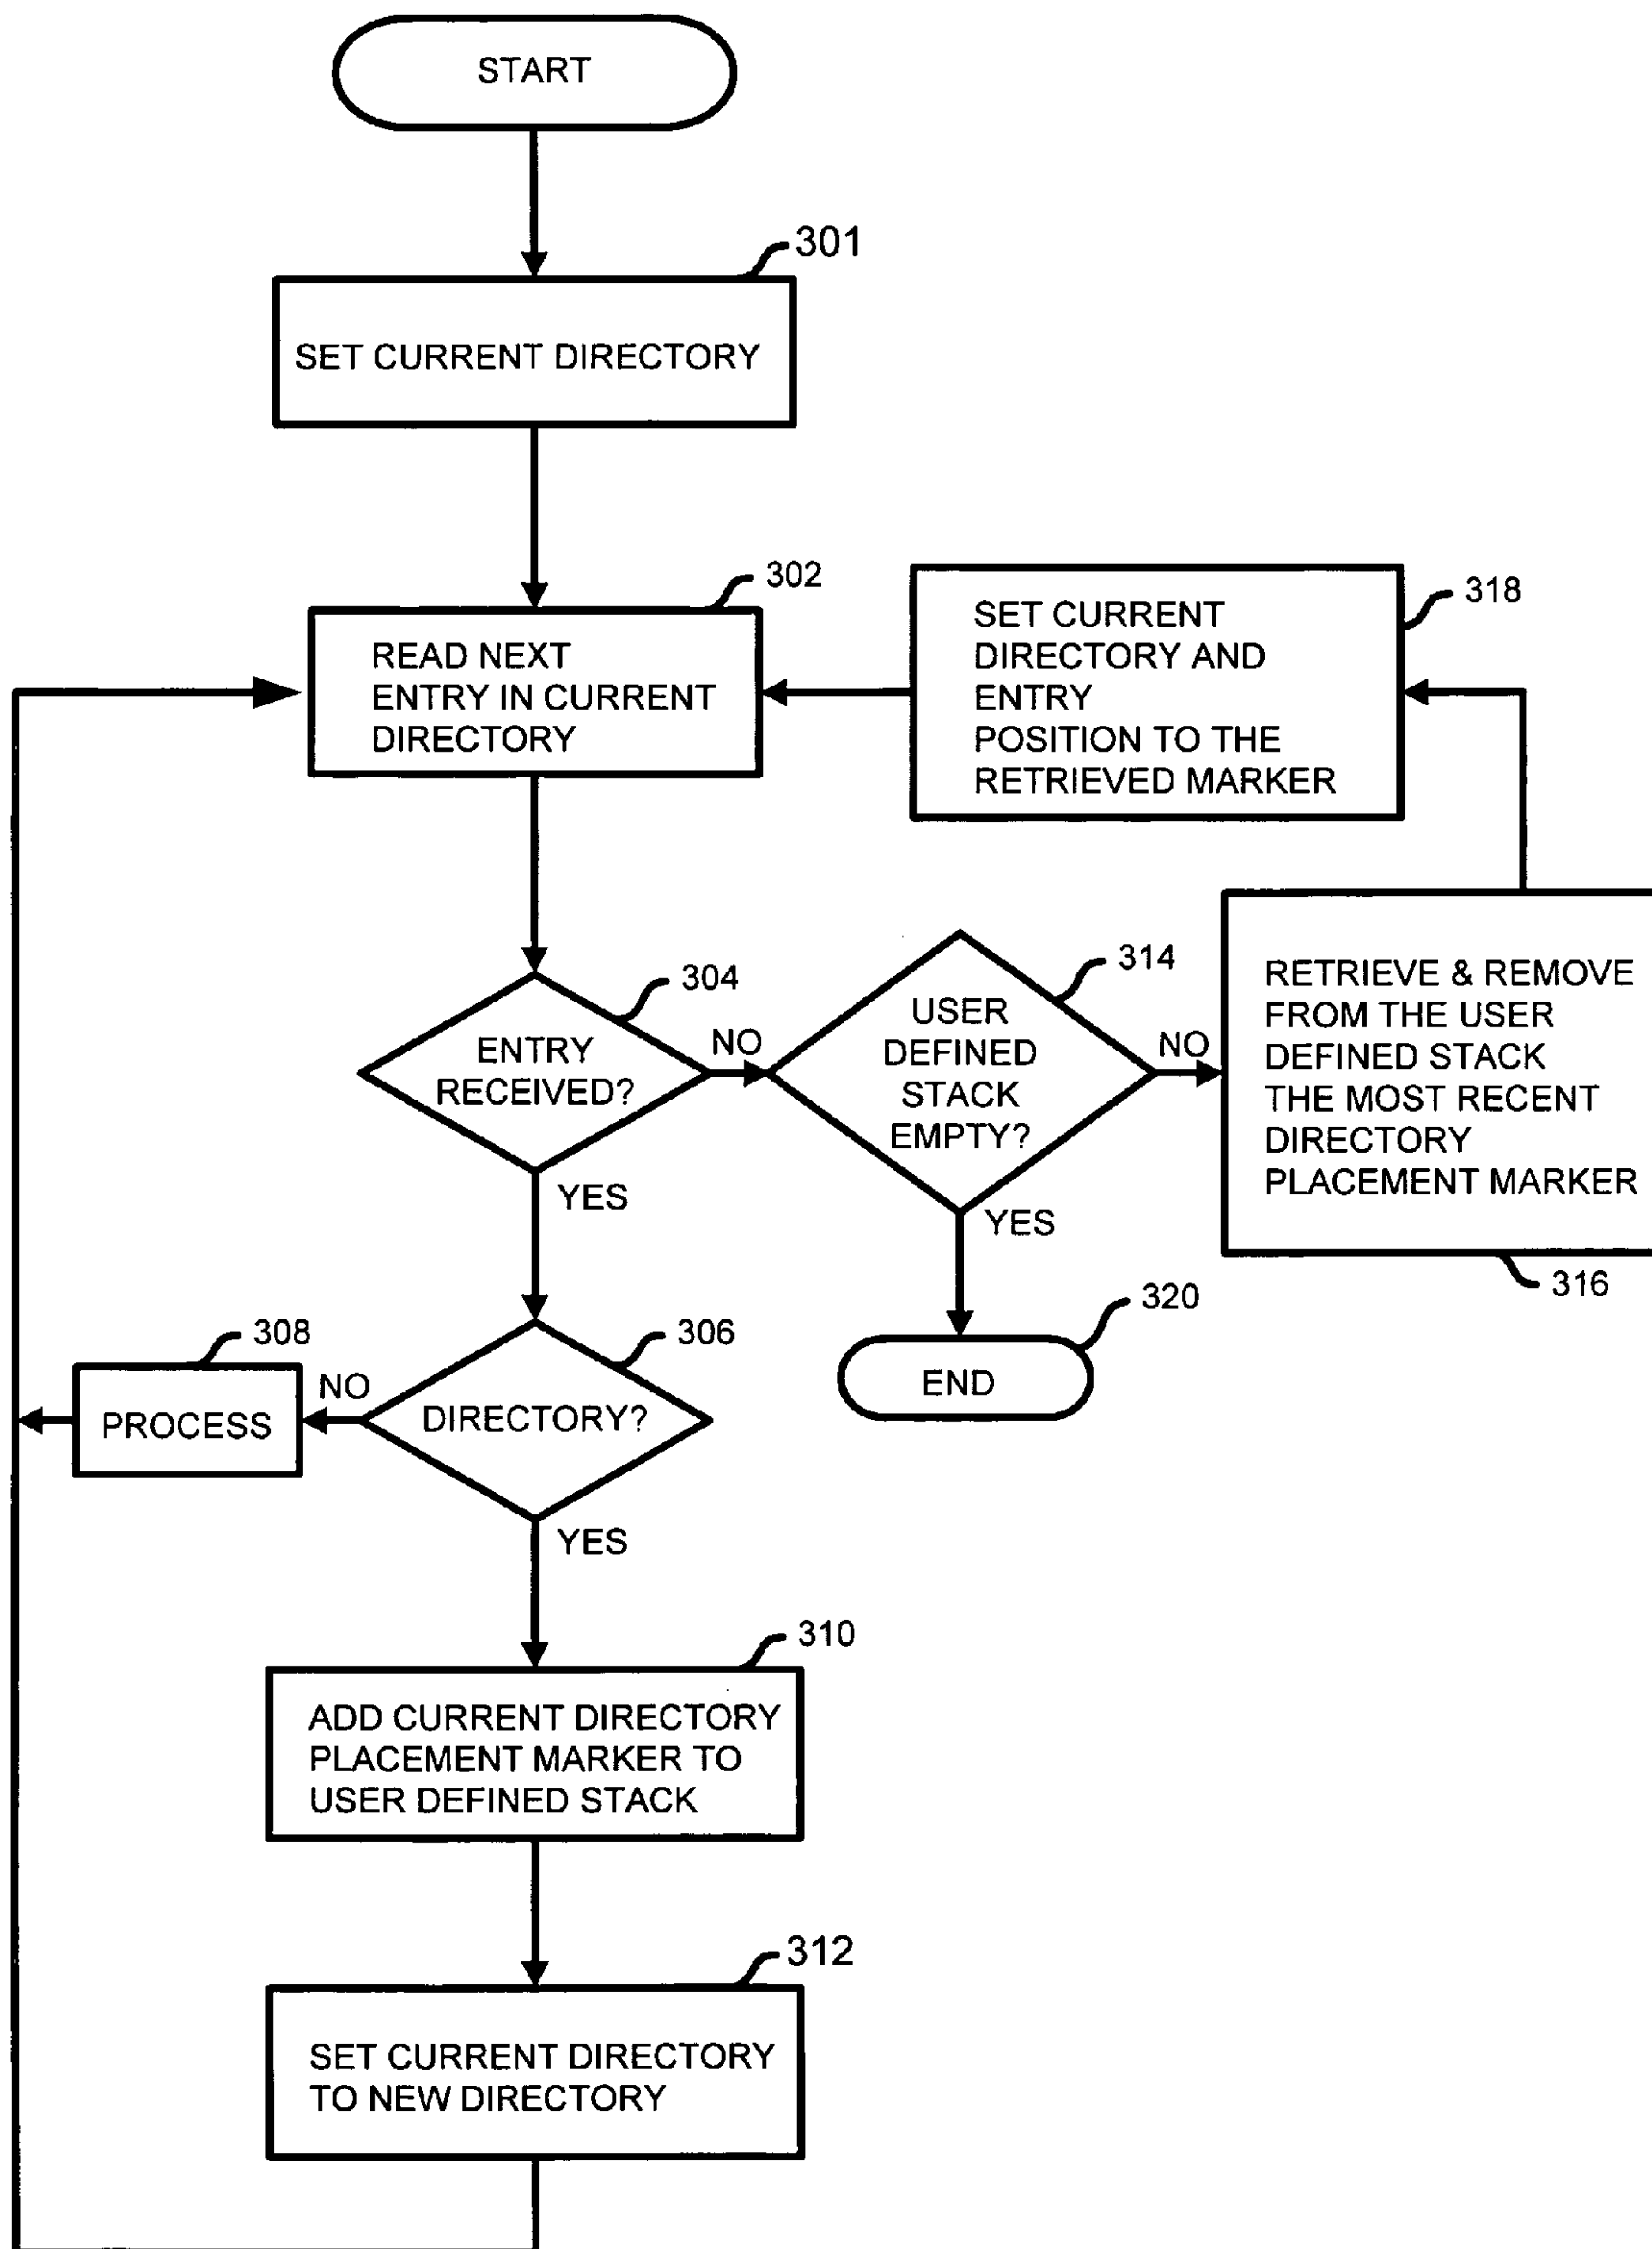 START
301
SET CURRENT DIRECTORY
302
READ NEXT
ENTRY IN CURRENT
DIRECTORY
318
SET CURRENT
DIRECTORY AND
ENTRY
POSITION TO THE
RETRIEVED MARKER
304
ENTRY
RECEIVED?
NO
YES
314
USER
DEFINED
STACK
EMPTY?
NO
YES
RETRIEVE & REMOVE
FROM THE USER
DEFINED STACK
THE MOST RECENT
DIRECTORY
PLACEMENT MARKER
316
320
END
306
DIRECTORY?
NO
YES
308
PROCESS
310
ADD CURRENT DIRECTORY
PLACEMENT MARKER TO
USER DEFINED STACK
312
SET CURRENT DIRECTORY
TO NEW DIRECTORY